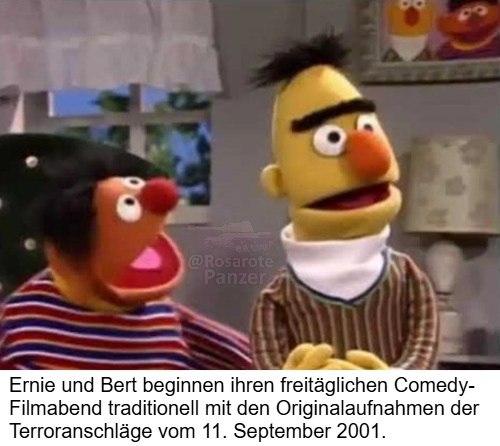 @Rosarote
Panzer
Ernie und Bert beginnen ihren freitäglichen Comedy-
Filmabend traditionell mit den Originalaufnahmen der
Terroranschläge vom 11. September 2001.